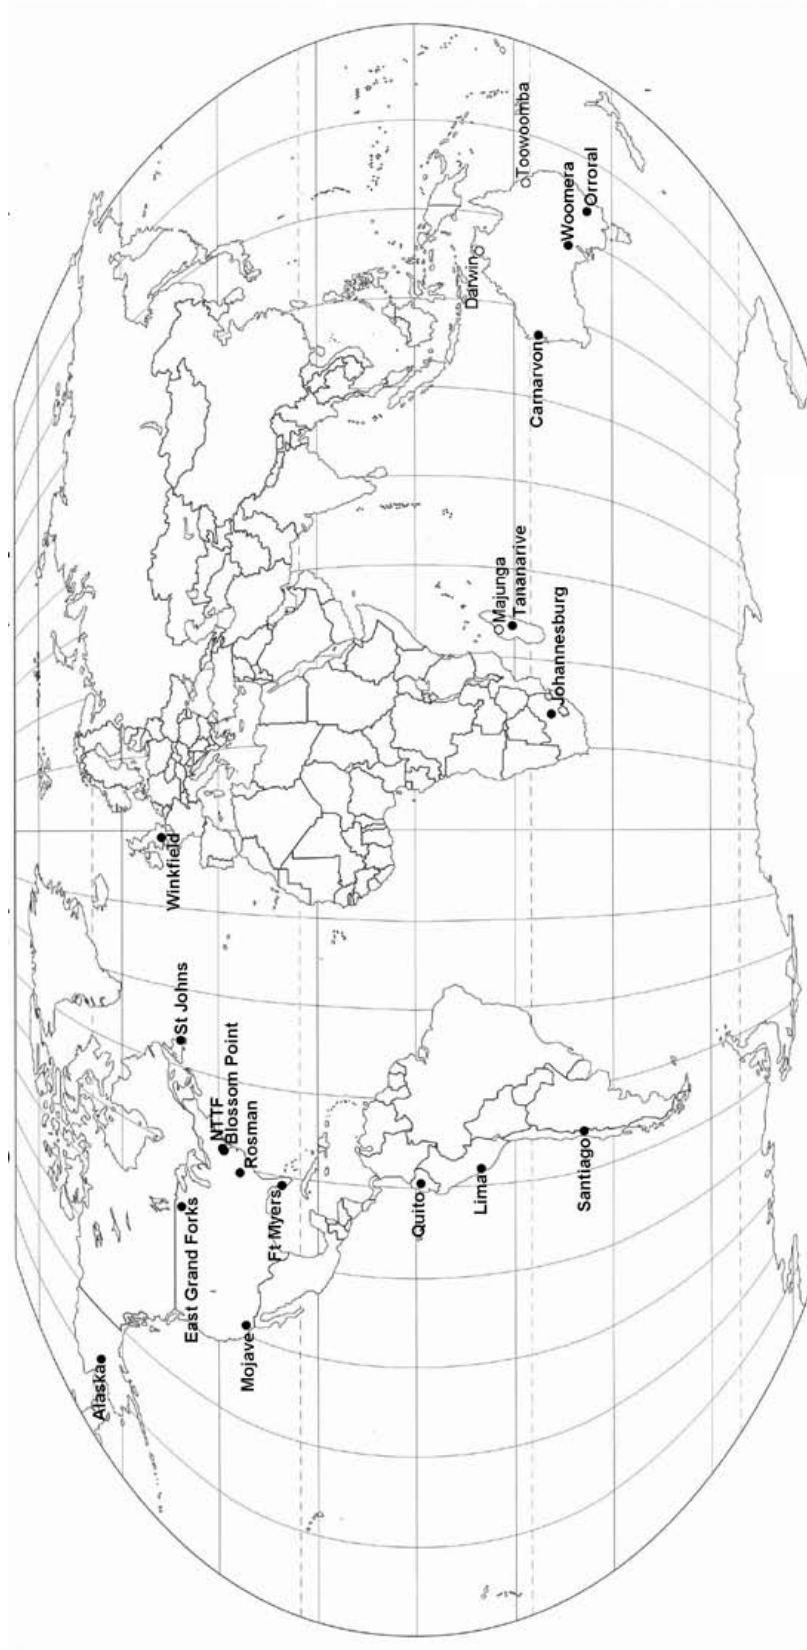 Alaska
Mojave
East Grand Forks
Ft Myers
Rosman
Blossom Point
NTTF
St Johns
Quito
Lima
Santiago
Winkfield
Johannesburg
Majunga
Tananarive
Carnarvon
Darwin
Woomera
Orroral
Toowoomba